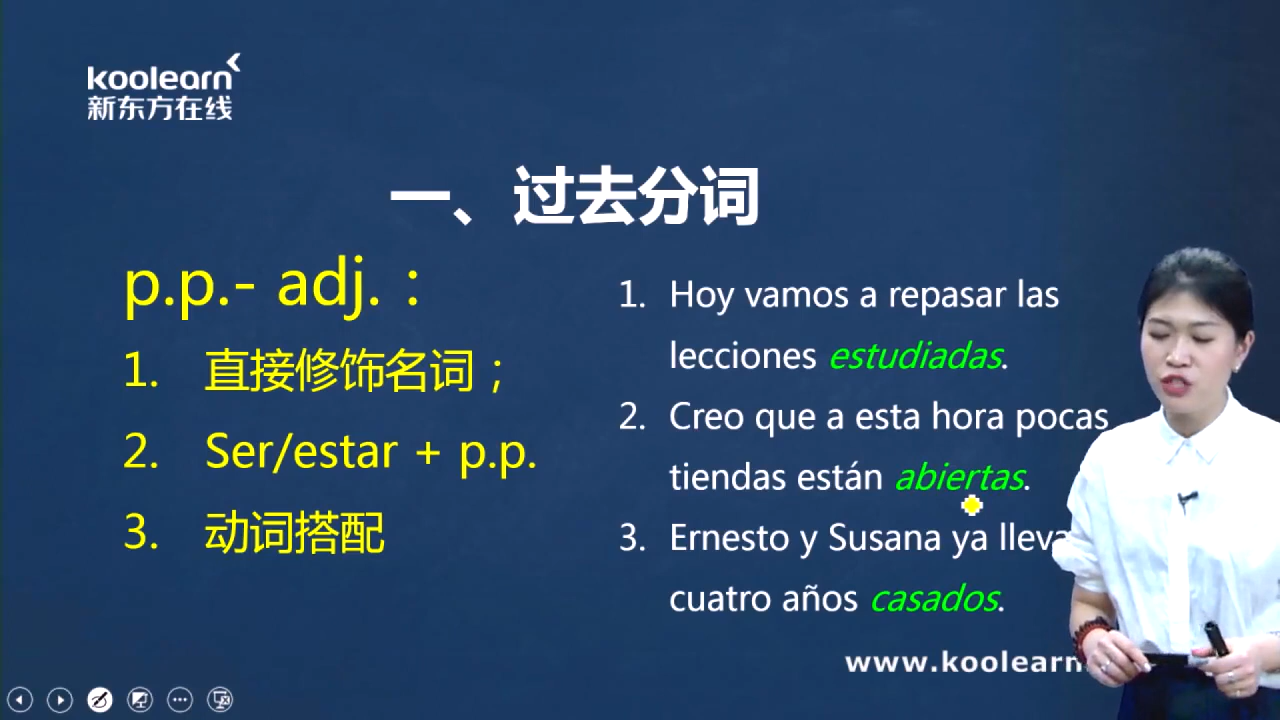 koolearn
新东方在线
一、过去分词
p.p.- adj.：
1. 直接修饰名词；
2. Ser/estar + p.p.
3. 动词搭配
1. Hoy vamos a repasar las
lecciones estudiadas.
2. Creo que a esta hora pocas
tiendas están abiertas.
3. Ernesto y Susana ya
cuatro años casados.
www.koolearn